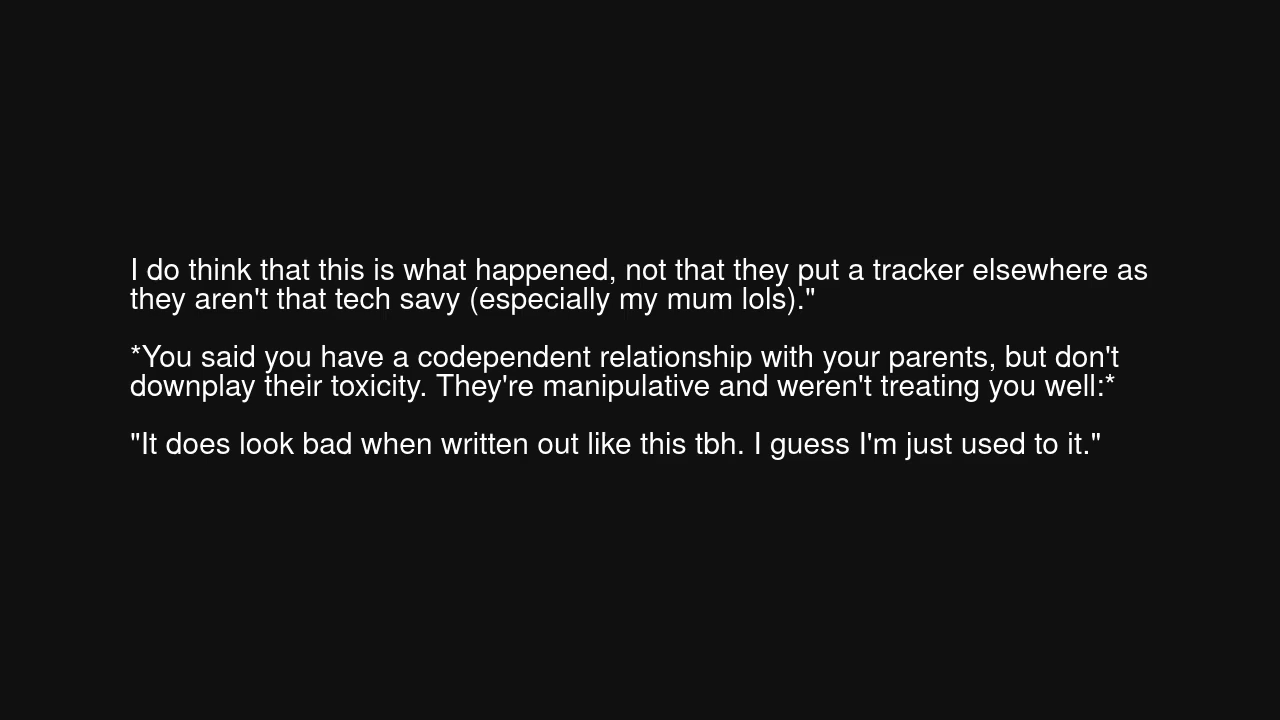 I do think that this is what happened, not that they put a tracker elsewhere as
they aren't that tech savy (especially my mum lols)."
*You said you have a codependent relationship with your parents, but don't
downplay their toxicity. They're manipulative and weren't treating you well:*
"It does look bad when written out like this tbh. I guess I'm just used to it."